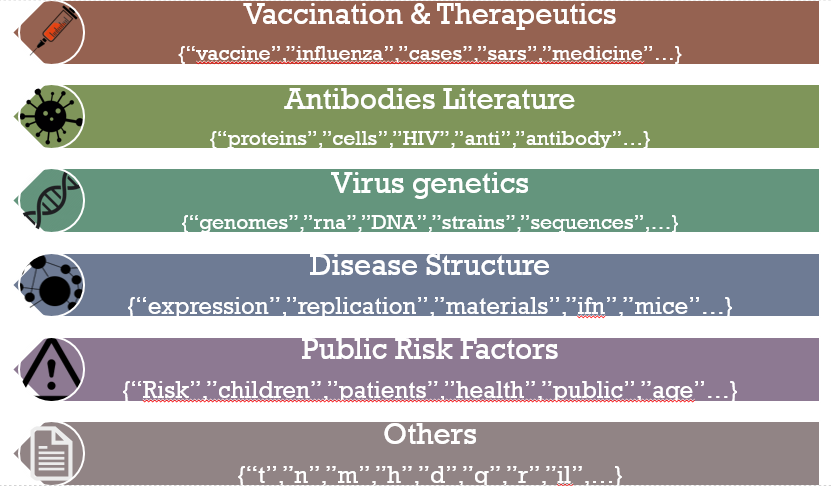 Vaccination & Therapeutics
{“vaccine”,”influenza”,”cases”,”sars”,”medicine”…}
Antibodies Literature
{“proteins”,”cells”,”HIV”,”anti”,”antibody”…}
Virus genetics
{“genomes”,”rna”,”DNA”,”strains”,”sequences”,…}
Disease Structure
{“expression”,”replication”,”materials”,”ifn”,”mice”…}
Public Risk Factors
{“Risk”,”children”,”patients”,”health”,”public”,”age”…}
Others
{“t”,”n”,”m”,”h”,”d”,”q”,”r”,”il”,…}